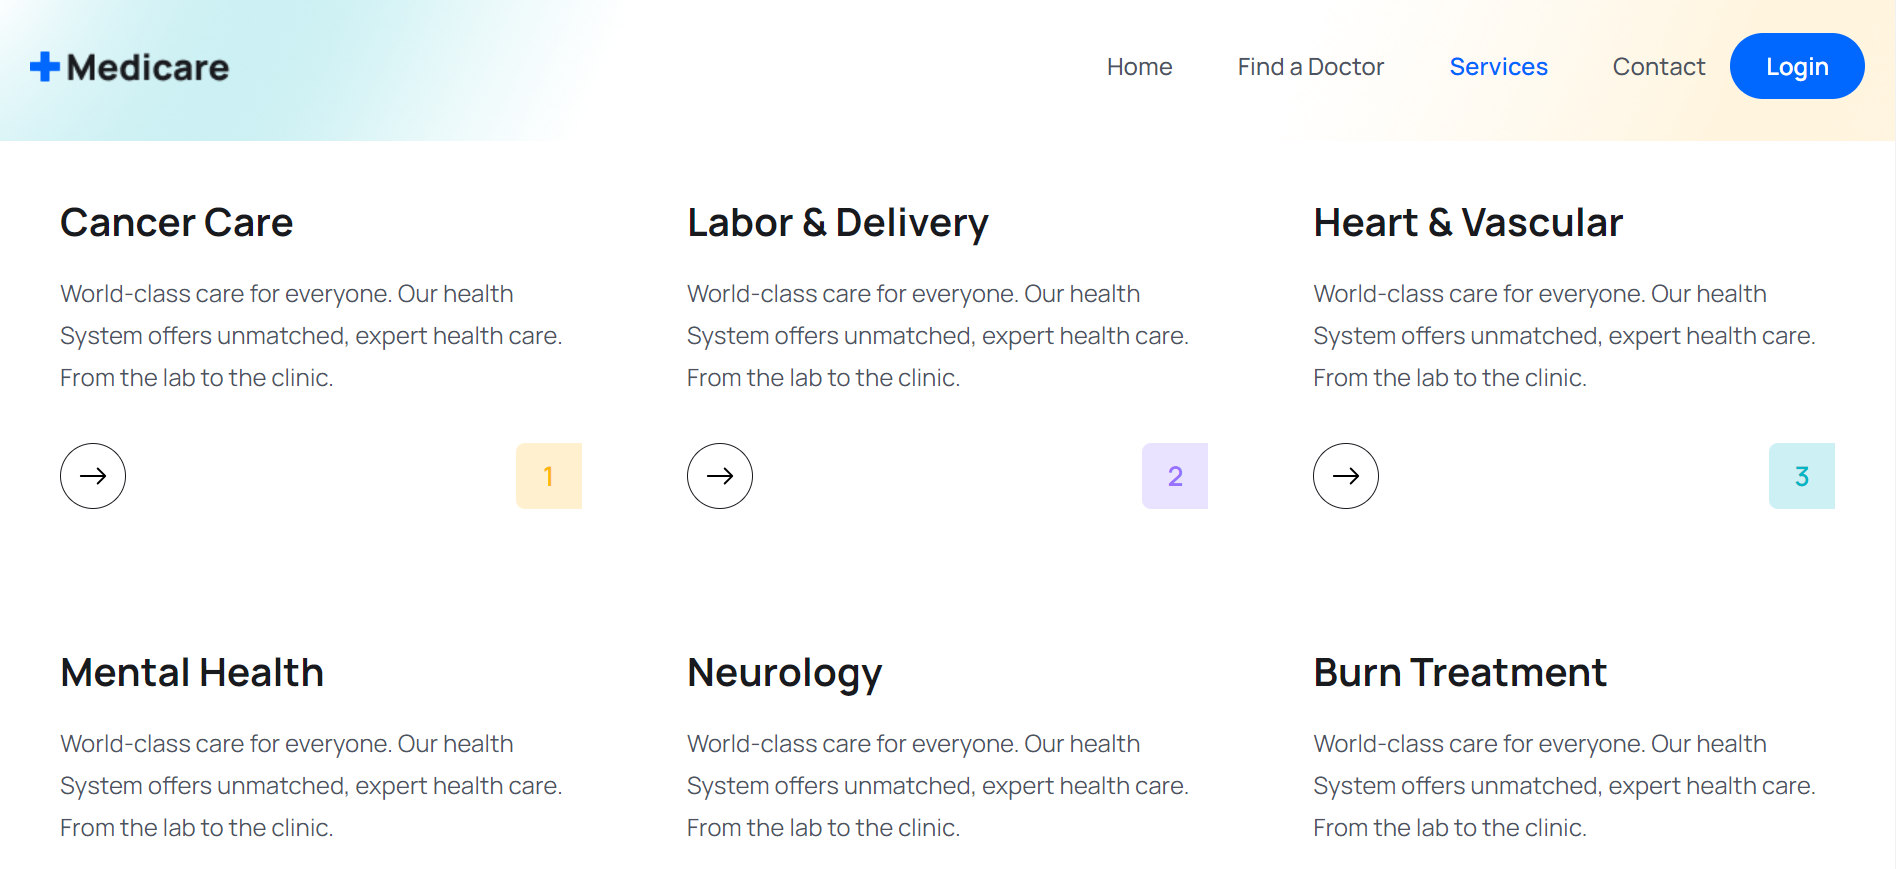 Medicare
Home
Find a Doctor
Services
Contact
Login
Cancer Care
World-class care for everyone. Our health
System offers unmatched, expert health care.
From the lab to the clinic.
1
Labor & Delivery
World-class care for everyone. Our health
System offers unmatched, expert health care.
From the lab to the clinic.
2
Heart & Vascular
World-class care for everyone. Our health
System offers unmatched, expert health care.
From the lab to the clinic.
3
Mental Health
World-class care for everyone. Our health
System offers unmatched, expert health care.
From the lab to the clinic.
Neurology
World-class care for everyone. Our health
System offers unmatched, expert health care.
From the lab to the clinic.
Burn Treatment
World-class care for everyone. Our health
System offers unmatched, expert health care.
From the lab to the clinic.